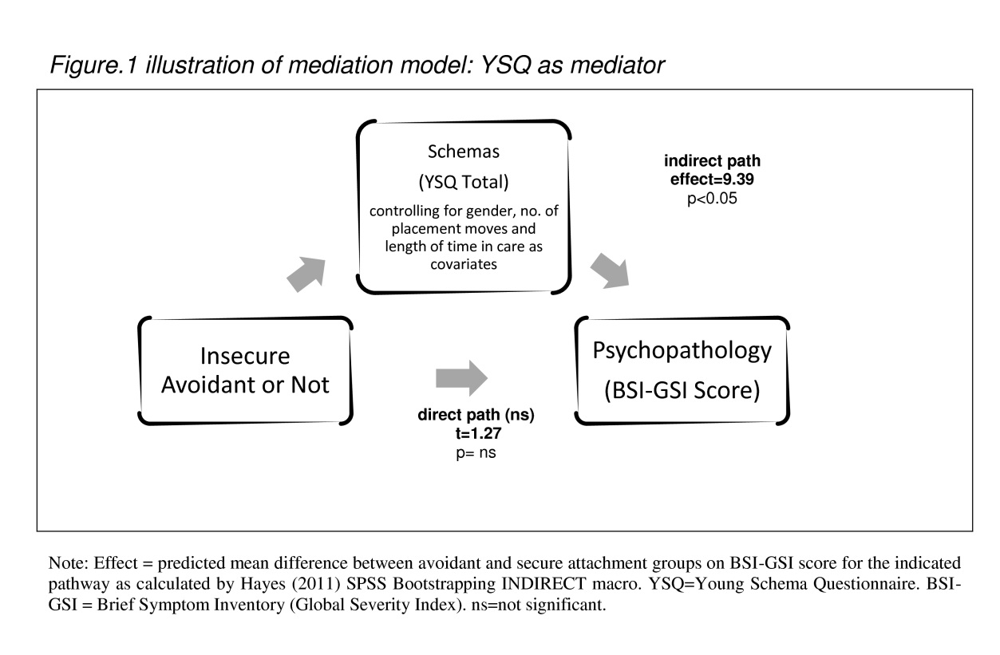 Figure.1 illustration of mediation model: YSQ as mediator
Schemas
(YSQ Total)
controlling for gender, no. of
placement moves and
length of time in care as
covariates
indirect path
effect=9.39
p<0.05
Insecure
Avoidant or Not
Psychopathology
(BSI-GSI Score)
direct path (ns)
t=1.27
p= ns
Note: Effect = predicted mean difference between avoidant and secure attachment groups on BSI-GSI score for the indicated
pathway as calculated by Hayes (2011) SPSS Bootstrapping INDIRECT macro. YSQ=Young Schema Questionnaire. BSI-
GSI = Brief Symptom Inventory (Global Severity Index). ns=not significant.